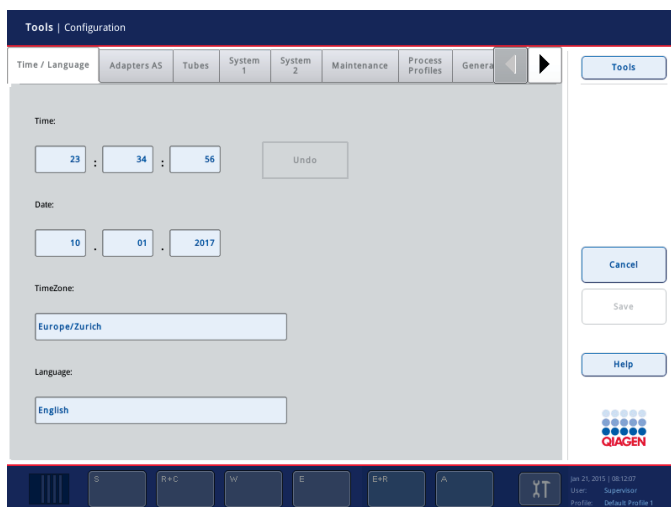 Tools | Configuration
Time / Language
Adapters AS
Tubes
System 1
System 2
Maintenance
Process Profiles
Genera
Tools
Time:
23 : 34 : 56
Undo
Date:
10 . 01 . 2017
Cancel
TimeZone:
Save
Europe/Zurich
Help
Language:
English
QIAGEN
S
R+C
W
E
E+R
A
Jan 21, 2015 | 08:12:07
User: Supervisor
Profile: Default Profile 1